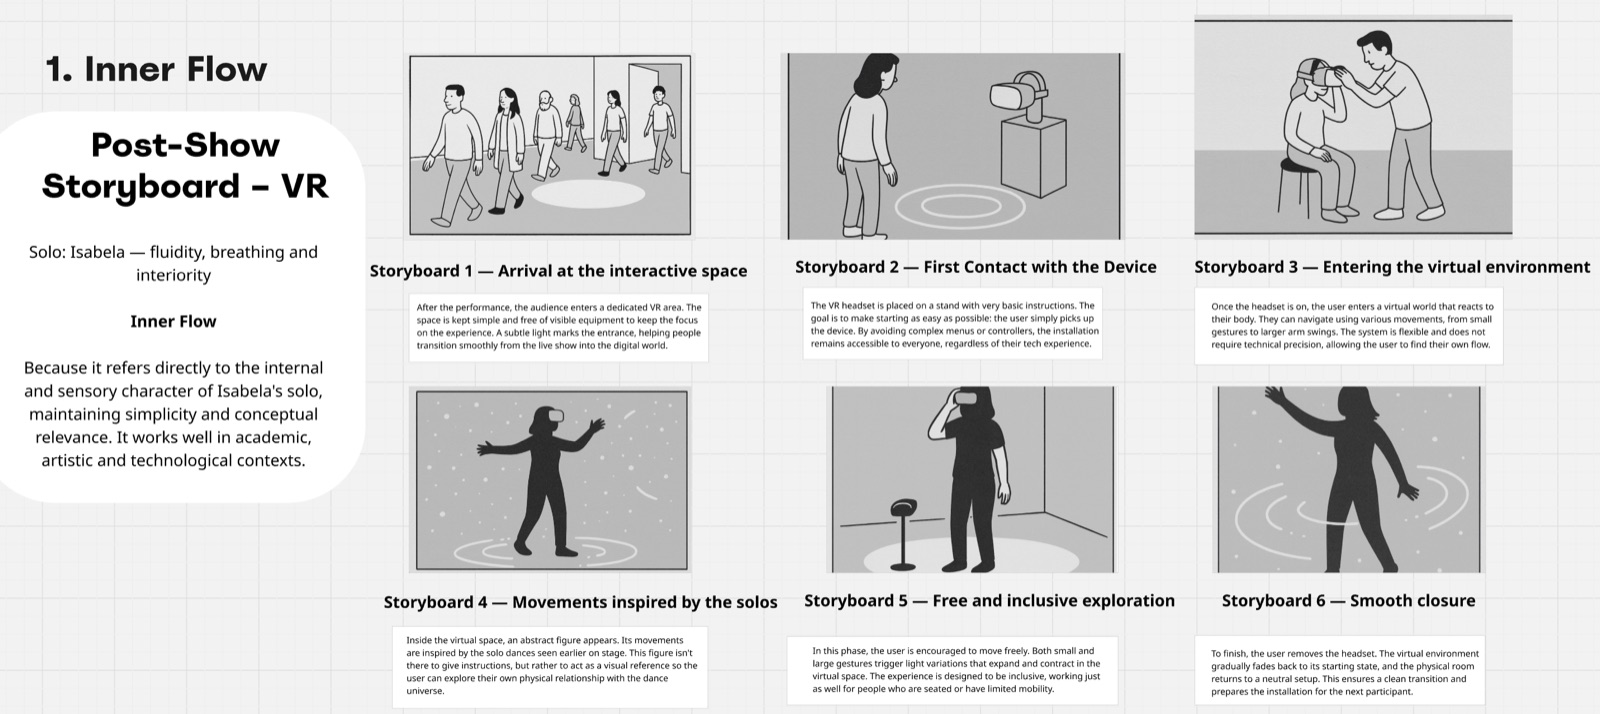 1. Inner Flow
Post-Show
Storyboard – VR
Solo: Isabela — fluidity, breathing and
interiority
Inner Flow
Because it refers directly to the internal
and sensory character of Isabela's solo,
maintaining simplicity and conceptual
relevance. It works well in academic,
artistic and technological contexts.
Storyboard 1 — Arrival at the interactive space
After the performance, the audience enters a dedicated VR area. The
space is kept simple and free of visible equipment to keep the focus
on the experience. A subtle light marks the entrance, helping people
transition smoothly from the live show into the digital world.
Storyboard 2 — First Contact with the Device
The VR headset is placed on a stand with very basic instructions. The
goal is to make starting as easy as possible: the user simply picks up
the device. By avoiding complex menus or controllers, the installation
remains accessible to everyone, regardless of their tech experience.
Storyboard 3 — Entering the virtual environment
Once the headset is on, the user enters a virtual world that reacts to
their body. They can navigate using various movements, from small
gestures to larger arm swings. The system is flexible and does not
require technical precision, allowing the user to find their own flow.
Storyboard 4 — Movements inspired by the solos
Inside the virtual space, an abstract figure appears. Its movements
are inspired by the solo dances seen earlier on stage. This figure isn't
there to give instructions, but rather to act as a visual reference so the
user can explore their own physical relationship with the dance
universe.
Storyboard 5 — Free and inclusive exploration
In this phase, the user is encouraged to move freely. Both small and
large gestures trigger light variations that expand and contract in the
virtual space. The experience is designed to be inclusive, working just
as well for people who are seated or have limited mobility.
Storyboard 6 — Smooth closure
To finish, the user removes the headset. The virtual environment
gradually fades back to its starting state, and the physical room
returns to a neutral setup. This ensures a clean transition and
prepares the installation for the next participant.